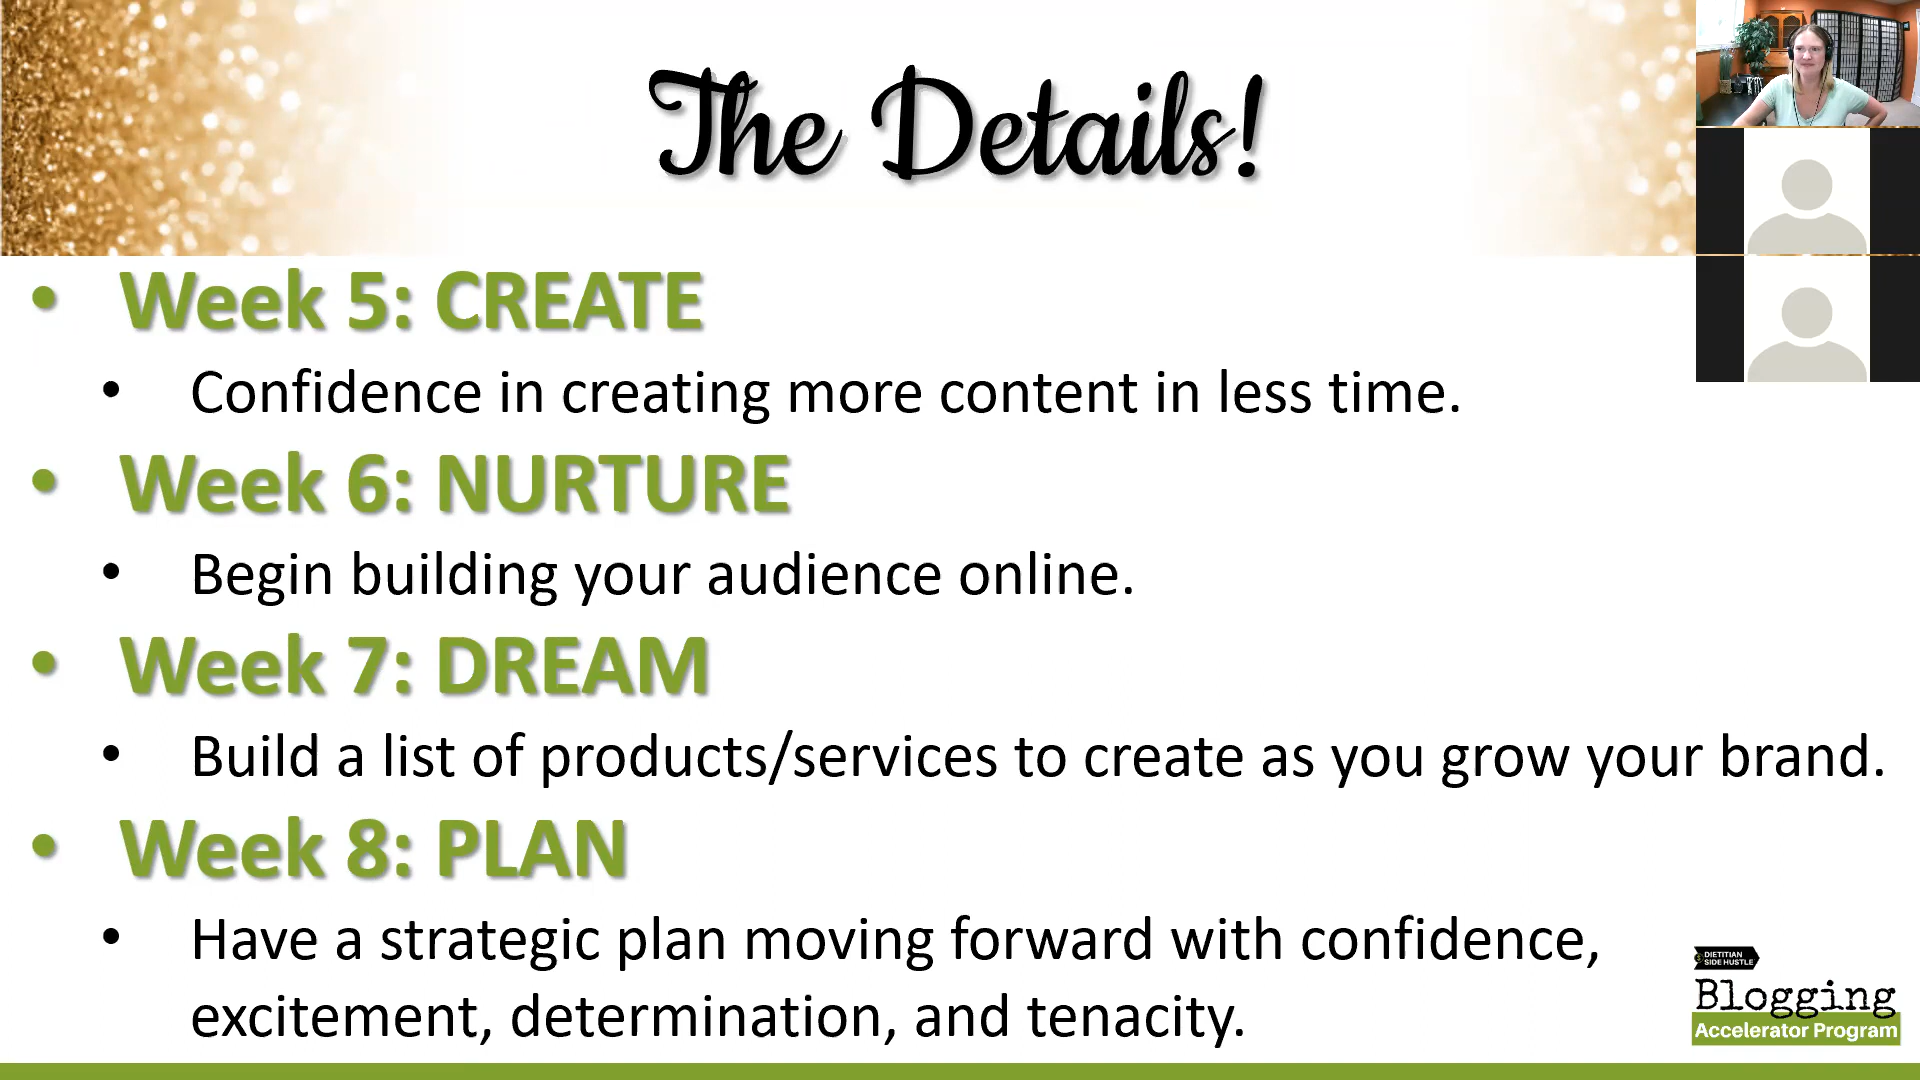 The Details!
• Week 5: CREATE
• Confidence in creating more content in less time.
• Week 6: NURTURE
• Begin building your audience online.
• Week 7: DREAM
• Build a list of products/services to create as you grow your brand.
• Week 8: PLAN
• Have a strategic plan moving forward with confidence,
excitement, determination, and tenacity.
DIETITIAN
SIDE HUSTLE
Blogging
Accelerator Program